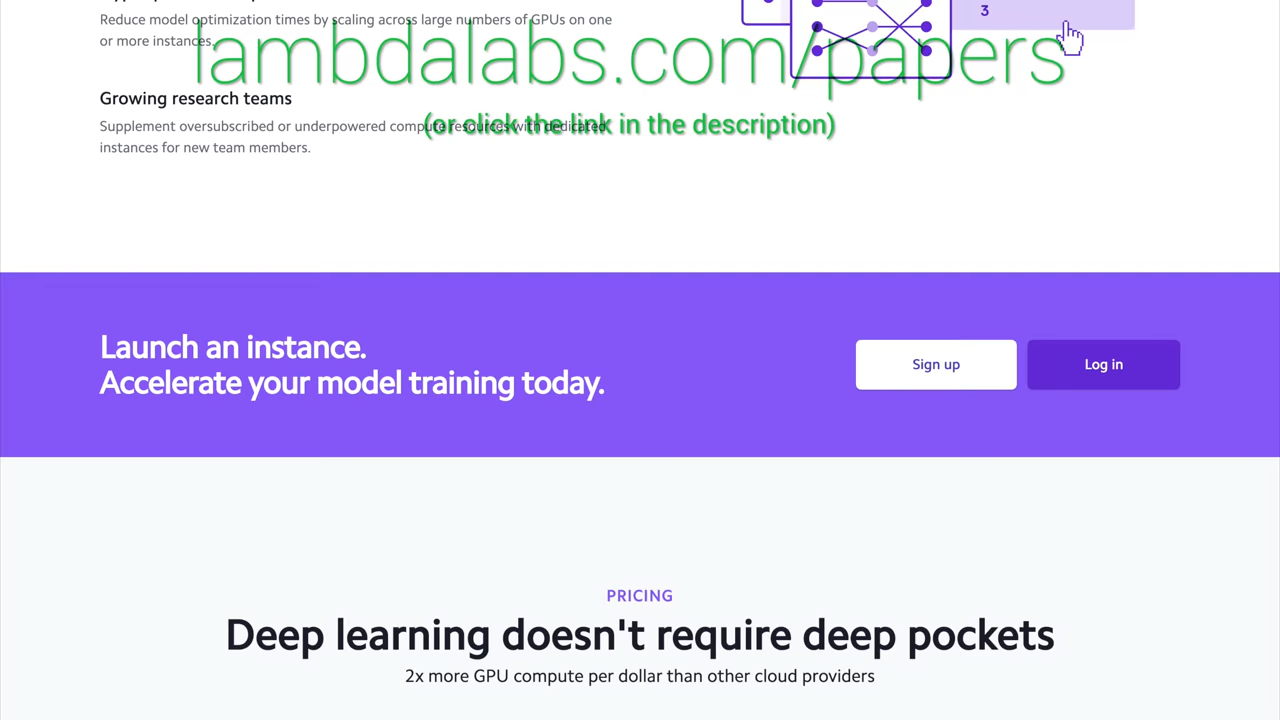 Reduce model optimization times by scaling across large numbers of GPUs on one
or more instances.
3
lambdalabs.com/papers
Growing research teams
(or click the link in the description)
Supplement oversubscribed or underpowered compute resources with dedicated
instances for new team members.
Launch an instance.
Accelerate your model training today.
Sign up
Log in
PRICING
Deep learning doesn't require deep pockets
2x more GPU compute per dollar than other cloud providers